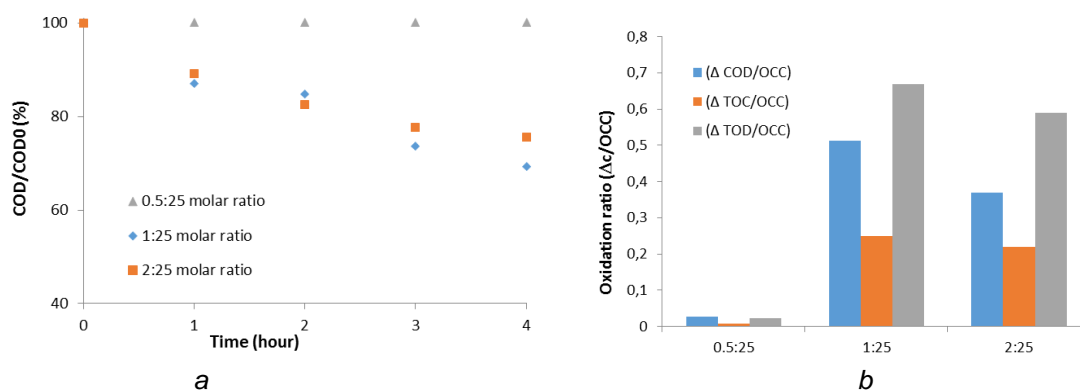 COD/COD0 (%)
100
80
60
40
0.5:25 molar ratio
1:25 molar ratio
2:25 molar ratio
0 1 2 3 4
Time (hour)
a
Oxidation ratio (Δc/OCC)
0,8
0,7
0,6
0,5
0,4
0,3
0,2
0,1
0
(Δ COD/OCC)
(Δ TOC/OCC)
(Δ TOD/OCC)
0.5:25 1:25 2:25
b